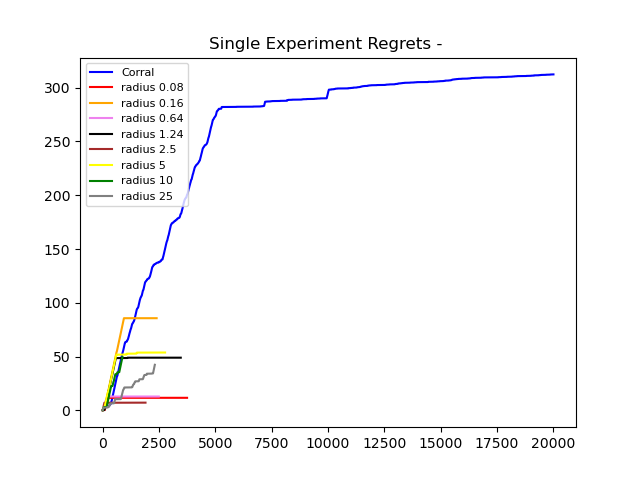 Single Experiment Regrets -
Corral
radius 0.08
radius 0.16
radius 0.64
radius 1.24
radius 2.5
radius 5
radius 10
radius 25
300
250
200
150
100
50
0
0 2500 5000 7500 10000 12500 15000 17500 20000